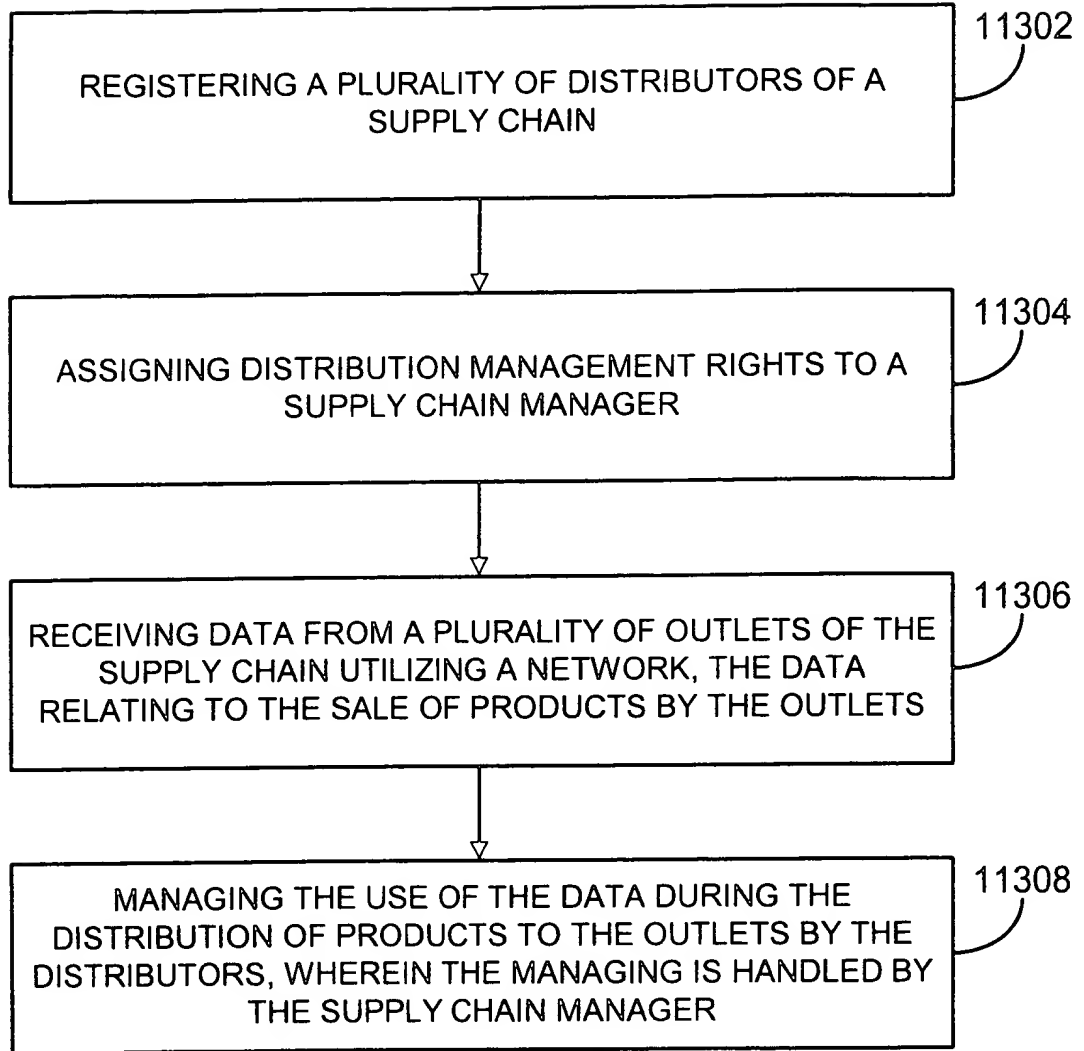 11302
REGISTERING A PLURALITY OF DISTRIBUTORS OF A
SUPPLY CHAIN
11304
ASSIGNING DISTRIBUTION MANAGEMENT RIGHTS TO A
SUPPLY CHAIN MANAGER
11306
RECEIVING DATA FROM A PLURALITY OF OUTLETS OF THE
SUPPLY CHAIN UTILIZING A NETWORK, THE DATA
RELATING TO THE SALE OF PRODUCTS BY THE OUTLETS
11308
MANAGING THE USE OF THE DATA DURING THE
DISTRIBUTION OF PRODUCTS TO THE OUTLETS BY THE
DISTRIBUTORS, WHEREIN THE MANAGING IS HANDLED BY
THE SUPPLY CHAIN MANAGER